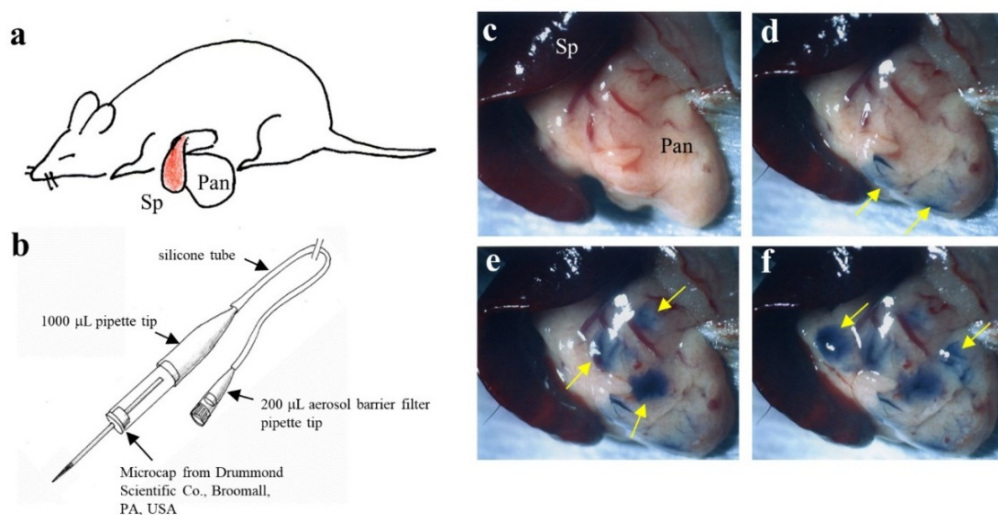 a
Sp
Pan
b
silicone tube
1000 μL pipette tip
200 μL aerosol barrier filter
pipette tip
Microcap from Drummond
Scientific Co., Broomall,
PA, USA
c
Sp
Pan
d
e
f